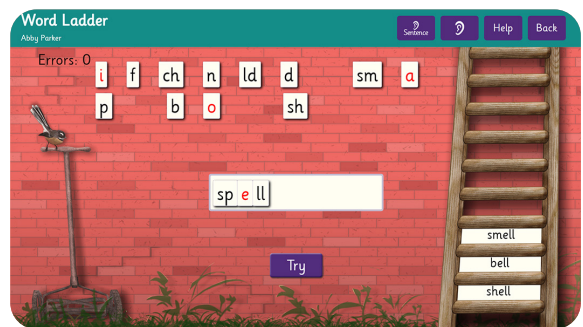 Word Ladder
Abby Parker
Sentence
Help
Back
Errors: 0
i f ch n ld d sm a
p b o sh
sp e ll
Try
smell
bell
shell